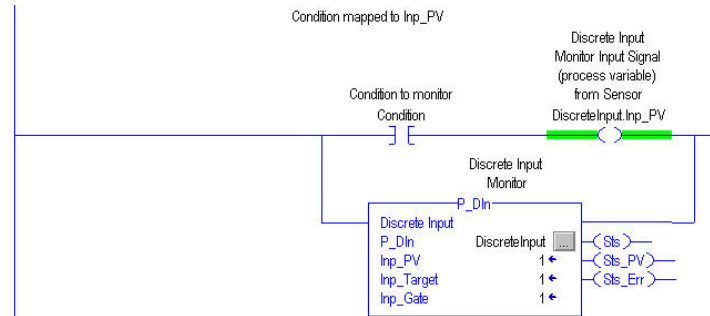 Condition mapped to Inp_PV
Discrete Input
Monitor Input Signal
(process variable)
from Sensor
DiscreteInput.Inp_PV
Condition to monitor
Condition
Discrete Input
Monitor
P_DIn
Discrete Input
P_DIn DiscreteInput ... Sts
Inp_PV 1 Sts_PV
Inp_Target 1 Sts_Err
Inp_Gate 1